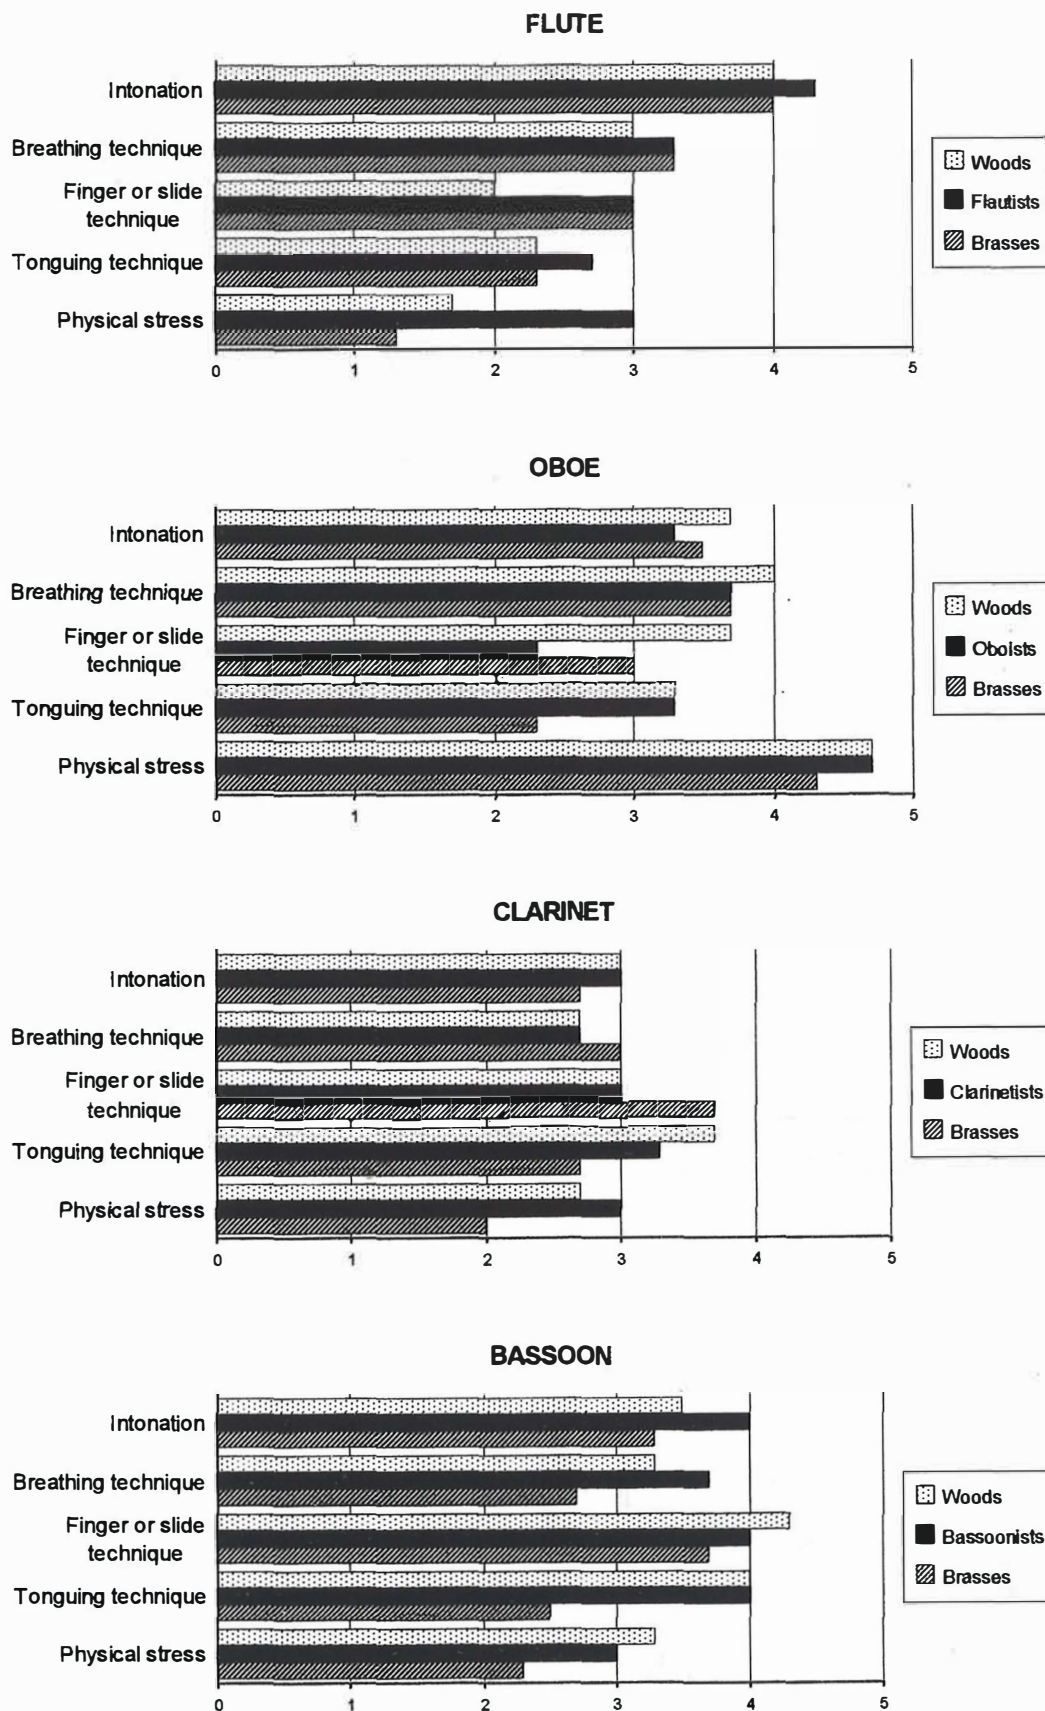 FLUTE
Intonation
Breathing technique
Finger or slide
technique
Tonguing technique
Physical stress
0 1 2 3 4 5
Woods
Flautists
Brasses
OBOE
Intonation
Breathing technique
Finger or slide
technique
Tonguing technique
Physical stress
0 1 2 3 4 5
Woods
Oboists
Brasses
CLARINET
Intonation
Breathing technique
Finger or slide
technique
Tonguing technique
Physical stress
0 1 2 3 4 5
Woods
Clarinetists
Brasses
BASSOON
Intonation
Breathing technique
Finger or slide
technique
Tonguing technique
Physical stress
0 1 2 3 4 5
Woods
Bassoonists
Brasses